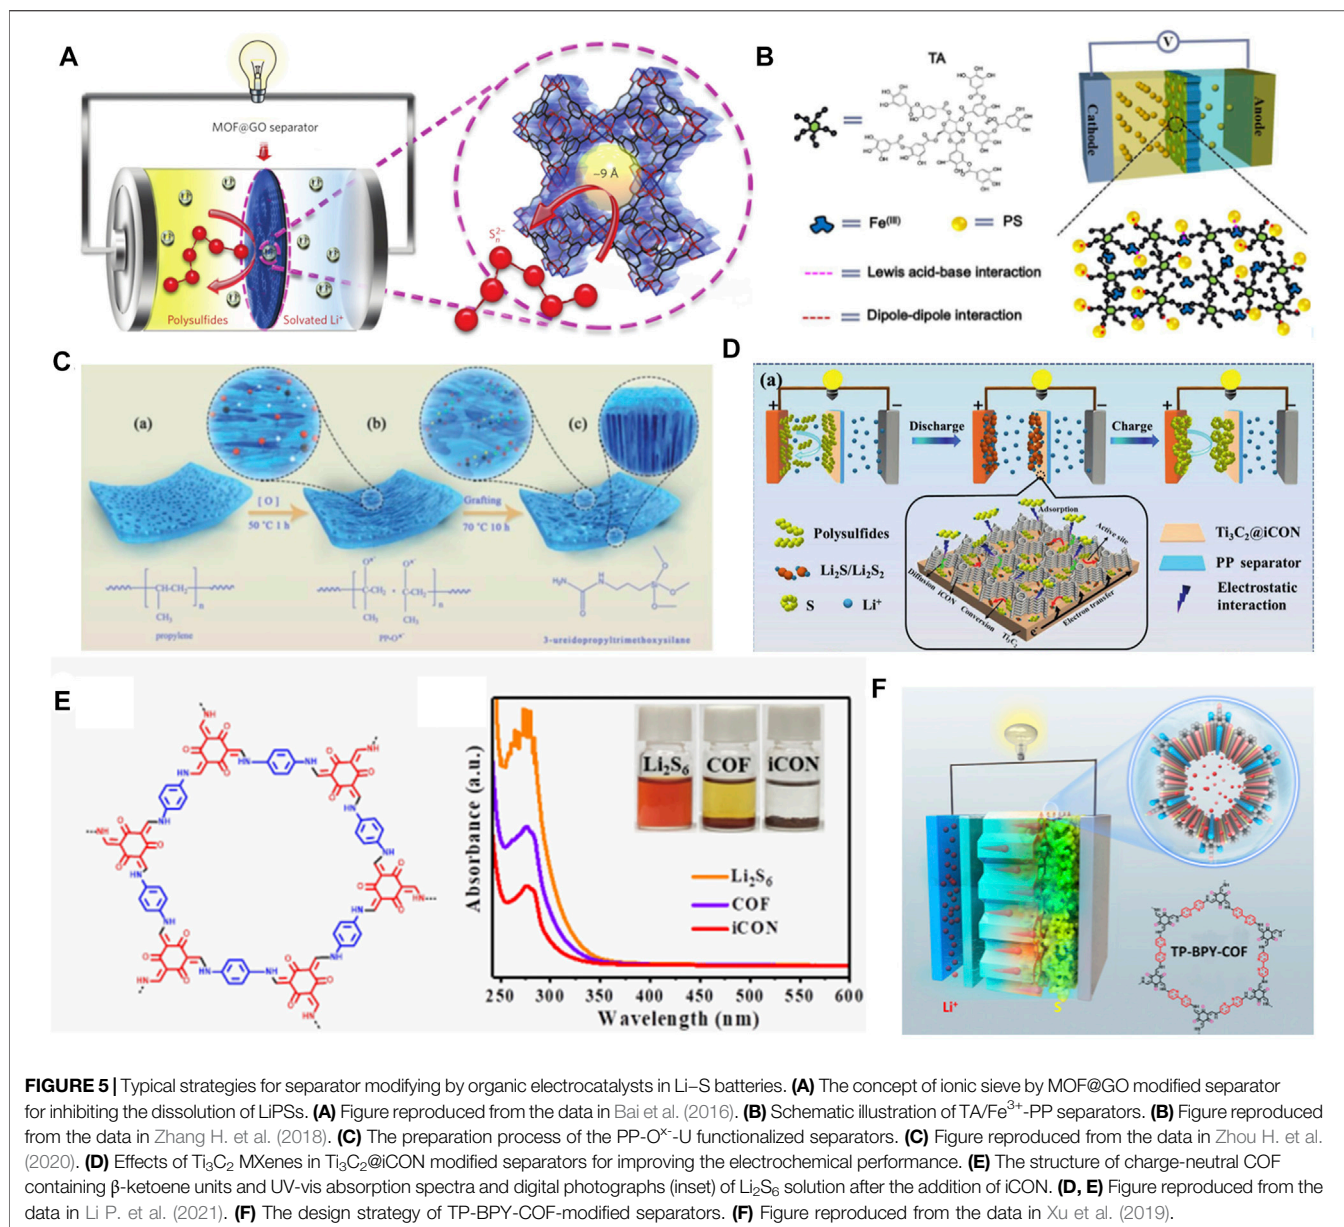 A
MOF@GO separator
~9 Å
Sₙ²⁻
Polysulfides
Solvated Li⁺
B
TA
V
Cathode
Anode
Fe(III)
PS
Lewis acid-base interaction
Dipole-dipole interaction
C
(a)
(b)
(c)
[ O ]
50 °C 1 h
Grafting
70 °C 10 h
propylene
PP-Oˣ⁻
3-ureidopropyltrimethoxysilane
D
(a)
Discharge
Charge
Polysulfides
Li₂S/Li₂S₂
S
Li⁺
Adsorption
Active site
Diffusion
iCON
Conversion
Ti₃C₂
Electron transfer
e⁻
Ti₃C₂@iCON
PP separator
Electrostatic
interaction
E
Absorbance (a.u.)
Li₂S₆ COF iCON
Li₂S₆
COF
iCON
250 300 350 400 450 500 550 600
Wavelength (nm)
F
Li⁺
S
TP-BPY-COF
FIGURE 5 | Typical strategies for separator modifying by organic electrocatalysts in Li–S batteries. (A) The concept of ionic sieve by MOF@GO modified separator
for inhibiting the dissolution of LiPSs. (A) Figure reproduced from the data in Bai et al. (2016). (B) Schematic illustration of TA/Fe³⁺-PP separators. (B) Figure reproduced
from the data in Zhang H. et al. (2018). (C) The preparation process of the PP-Oˣ⁻-U functionalized separators. (C) Figure reproduced from the data in Zhou H. et al.
(2020). (D) Effects of Ti₃C₂ MXenes in Ti₃C₂@iCON modified separators for improving the electrochemical performance. (E) The structure of charge-neutral COF
containing β-ketoene units and UV-vis absorption spectra and digital photographs (inset) of Li₂S₆ solution after the addition of iCON. (D, E) Figure reproduced from the
data in Li P. et al. (2021). (F) The design strategy of TP-BPY-COF-modified separators. (F) Figure reproduced from the data in Xu et al. (2019).